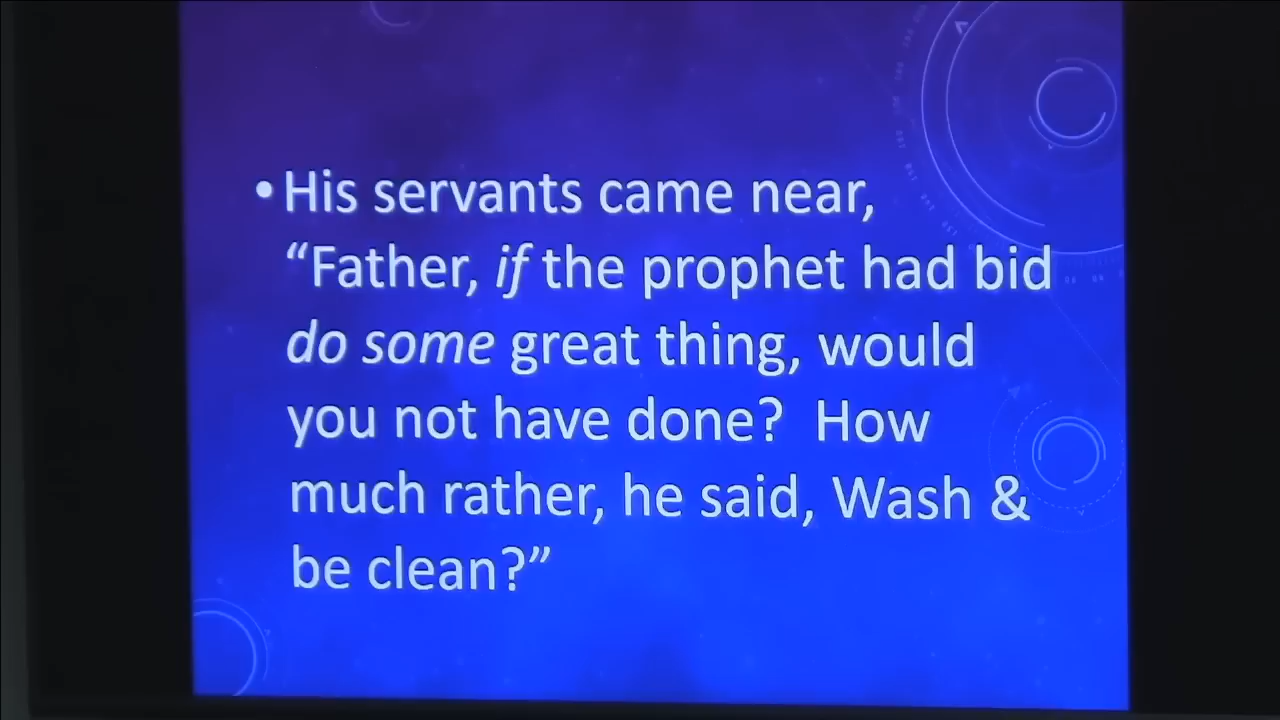 • His servants came near,
“Father, if the prophet had bid
do some great thing, would
you not have done?  How
much rather, he said, Wash &
be clean?”